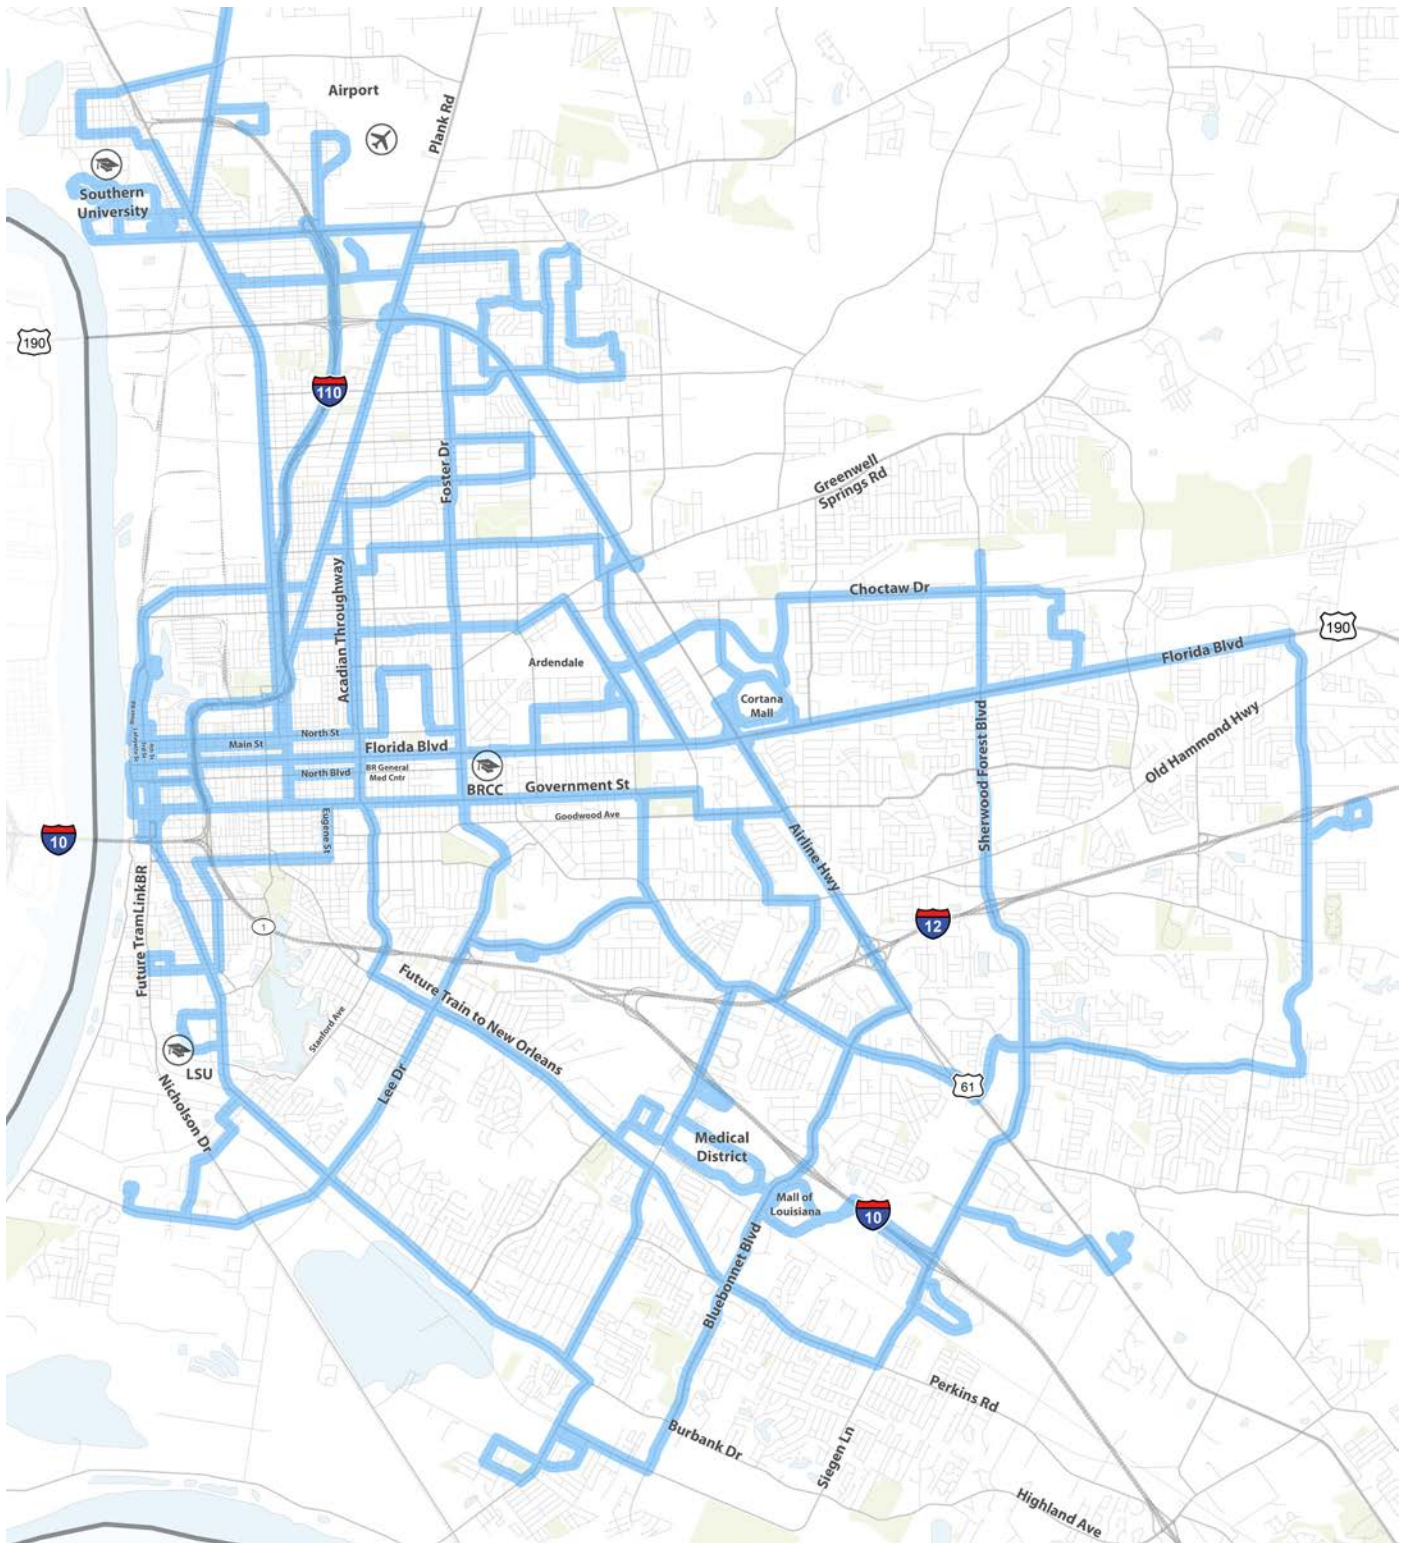 Airport
Plank Rd
Southern
University
190
110
Foster Dr
Greenwell
Springs Rd
Acadian Throughway
Choctaw Dr
190
Florida Blvd
Ardendale
Cortana
Mall
Old Hammond Hwy
Sherwood Forest Blvd
North St
Main St
Florida Blvd
North Blvd
BR General
Med Cntr
BRCC
Government St
Goodwood Ave
Eugene St
Airline Hwy
10
Future TramLinkBR
1
12
Future Train to New Orleans
Stanford Ave
LSU
Lee Dr
Nicholson Dr
61
Medical
District
Mall of
Louisiana
10
Bluebonnet Blvd
Perkins Rd
Burbank Dr
Siegen Ln
Highland Ave